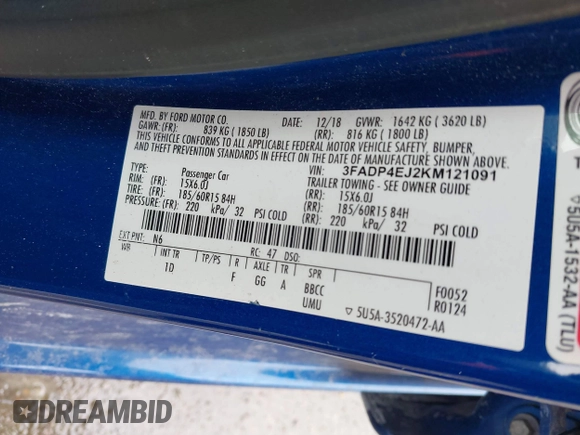 MFD. BY FORD MOTOR CO. DATE: 12/18 GVWR: 1642 KG ( 3620 LB)
GAWR: (FR): 839 KG ( 1850 LB) (RR): 816 KG ( 1800 LB)
THIS VEHICLE CONFORMS TO ALL APPLICABLE FEDERAL MOTOR VEHICLE SAFETY, BUMPER,
AND THEFT PREVENTION STANDARDS IN EFFECT ON THE DATE OF MANUFACTURE SHOWN ABOVE.
VIN: 3FADP4EJ2KM121091
TYPE: Passenger Car TRAILER TOWING - SEE OWNER GUIDE
RIM: (FR) 15X6.0J (RR): 15X6.0J
TIRE: (FR): 185/60R15 84H (RR): 185/60R15 84H
PRESSURE: (FR): 220 kPa/ 32 PSI COLD (RR): 220 kPa/ 32 PSI COLD
EXT PNT: N6 RC: 47 DSO:
WB INT TR TP/PS R AXLE TR SPR
1D F GG A BBCC F0052
UMU R0124
5U5A-3520472-AA
5U5A-1532-AA (TLU)
DREAMBID